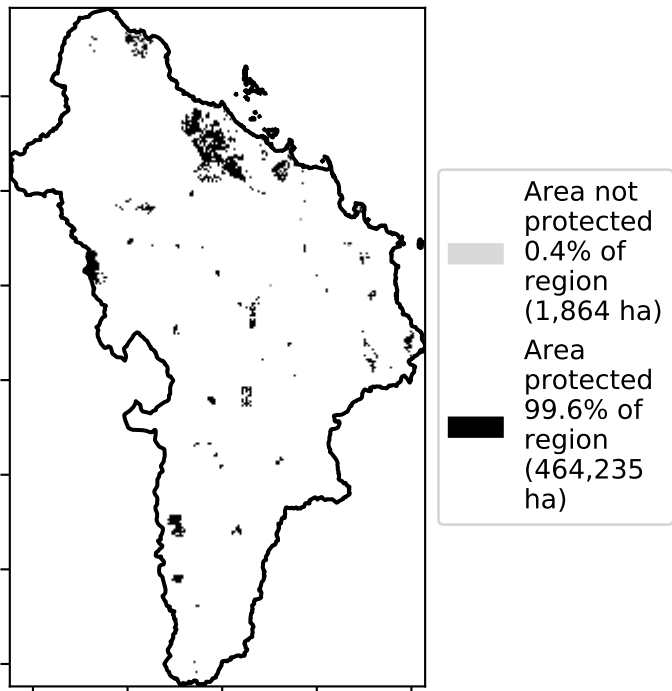 Area not
protected
0.4% of
region
(1,864 ha)
Area
protected
99.6% of
region
(464,235
ha)